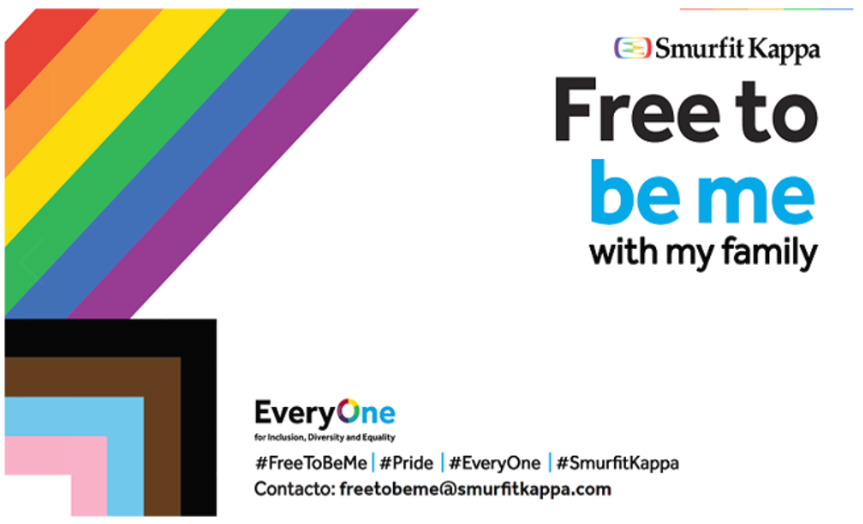 Smurfit Kappa
Free to
be me
with my family
EveryOne
for Inclusion, Diversity and Equality
#FreeToBeMe | #Pride | #EveryOne | #SmurfitKappa
Contacto: freetobeme@smurfitkappa.com